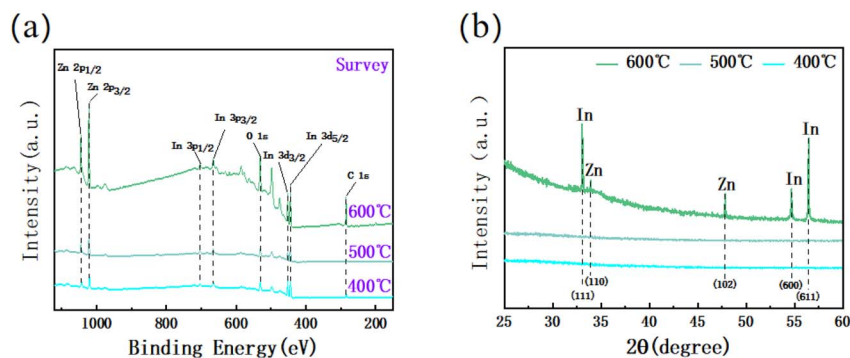 (a)
Survey
Zn 2p1/2
Zn 2p3/2
In 3p1/2
In 3p3/2
O 1s
In 3d3/2
In 3d5/2
C 1s
600℃
500℃
400℃
Intensity(a.u.)
1000 800 600 400 200
Binding Energy(eV)
(b)
600℃ 500℃ 400℃
In
Zn
Zn
In
In
(111)
(110)
(102)
(600)
(611)
Intensity (a.u.)
25 30 35 40 45 50 55 60
2θ(degree)